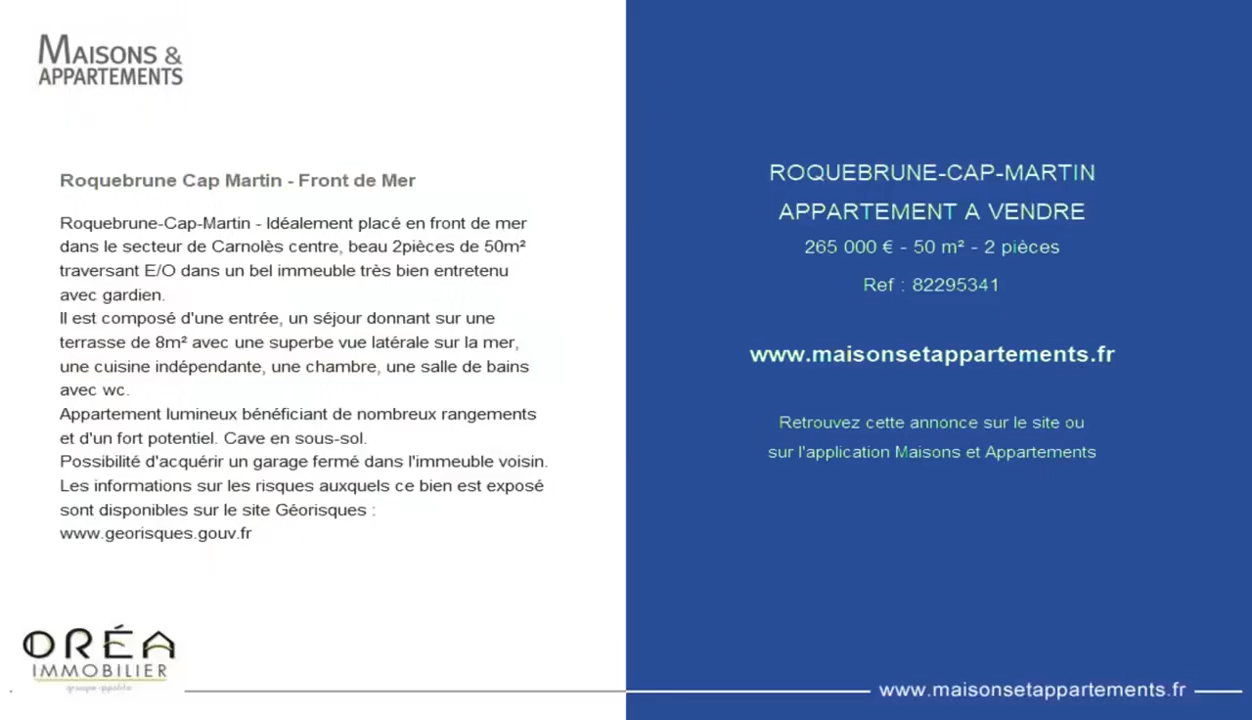 MAISONS &
APPARTEMENTS
Roquebrune Cap Martin - Front de Mer
Roquebrune-Cap-Martin - Idéalement placé en front de mer
dans le secteur de Carnolès centre, beau 2pièces de 50m²
traversant E/O dans un bel immeuble très bien entretenu
avec gardien.
Il est composé d'une entrée, un séjour donnant sur une
terrasse de 8m² avec une superbe vue latérale sur la mer,
une cuisine indépendante, une chambre, une salle de bains
avec wc.
Appartement lumineux bénéficiant de nombreux rangements
et d'un fort potentiel. Cave en sous-sol.
Possibilité d'acquérir un garage fermé dans l'immeuble voisin.
Les informations sur les risques auxquels ce bien est exposé
sont disponibles sur le site Géorisques :
www.georisques.gouv.fr
ORÉA
IMMOBILIER
ROQUEBRUNE-CAP-MARTIN
APPARTEMENT A VENDRE
265 000 € - 50 m² - 2 pièces
Ref : 82295341
www.maisonsetappartements.fr
Retrouvez cette annonce sur le site ou
sur l'application Maisons et Appartements
www.maisonsetappartements.fr